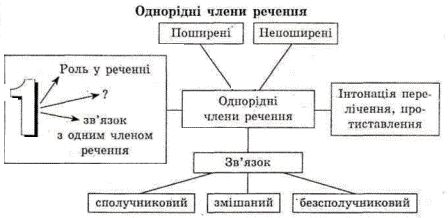 Однорідні члени речення
Поширені
Непоширені
Роль у реченні
1
?
зв'язок
з одним членом
речення
Однорідні
члени речення
Інтонація пере-
лічення, про-
тиставлення
Зв'язок
сполучниковий
змішаний
безсполучниковий